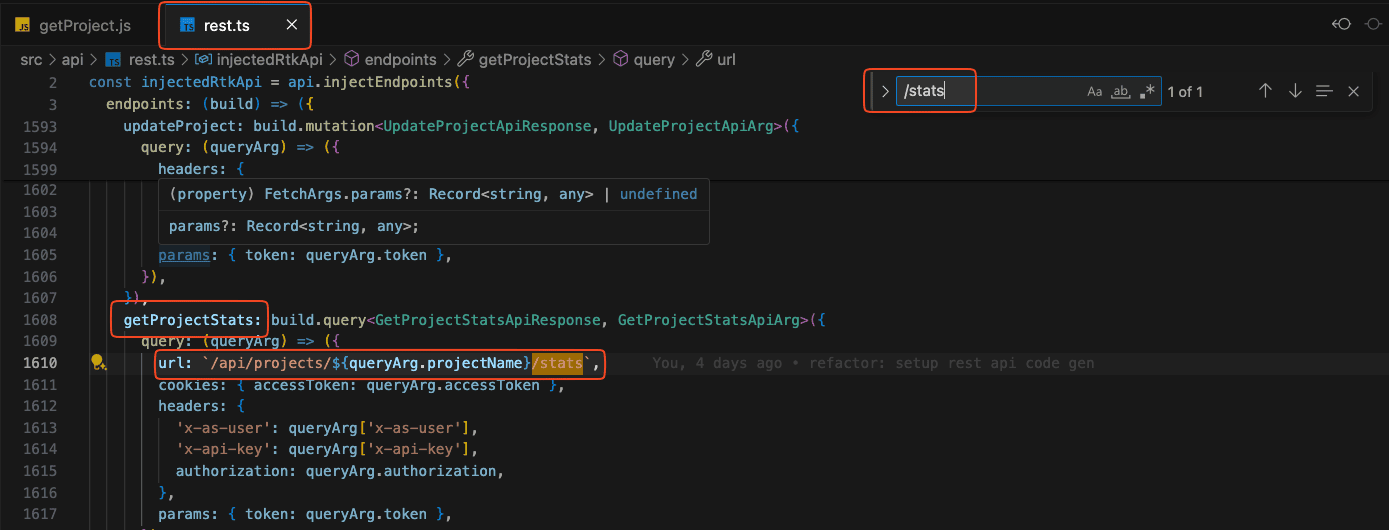 JS getProject.js TS rest.ts ×
src > api > TS rest.ts > injectedRtkApi > endpoints > getProjectStats > query > url
2 const injectedRtkApi = api.injectEndpoints({
/stats Aa ab .* 1 of 1
3 endpoints: (build) => ({
1593 updateProject: build.mutation<UpdateProjectApiResponse, UpdateProjectApiArg>({
1594 query: (queryArg) => ({
1599 headers: {
1602 (property) FetchArgs.params?: Record<string, any> | undefined
1603
1604 params?: Record<string, any>;
1605 params: { token: queryArg.token },
1606 }),
1607 }),
1608 getProjectStats: build.query<GetProjectStatsApiResponse, GetProjectStatsApiArg>({
1609 query: (queryArg) => ({
1610 url: `/api/projects/${queryArg.projectName}/stats`, You, 4 days ago • refactor: setup rest api code gen
1611 cookies: { accessToken: queryArg.accessToken },
1612 headers: {
1613 'x-as-user': queryArg['x-as-user'],
1614 'x-api-key': queryArg['x-api-key'],
1615 authorization: queryArg.authorization,
1616 },
1617 params: { token: queryArg.token },